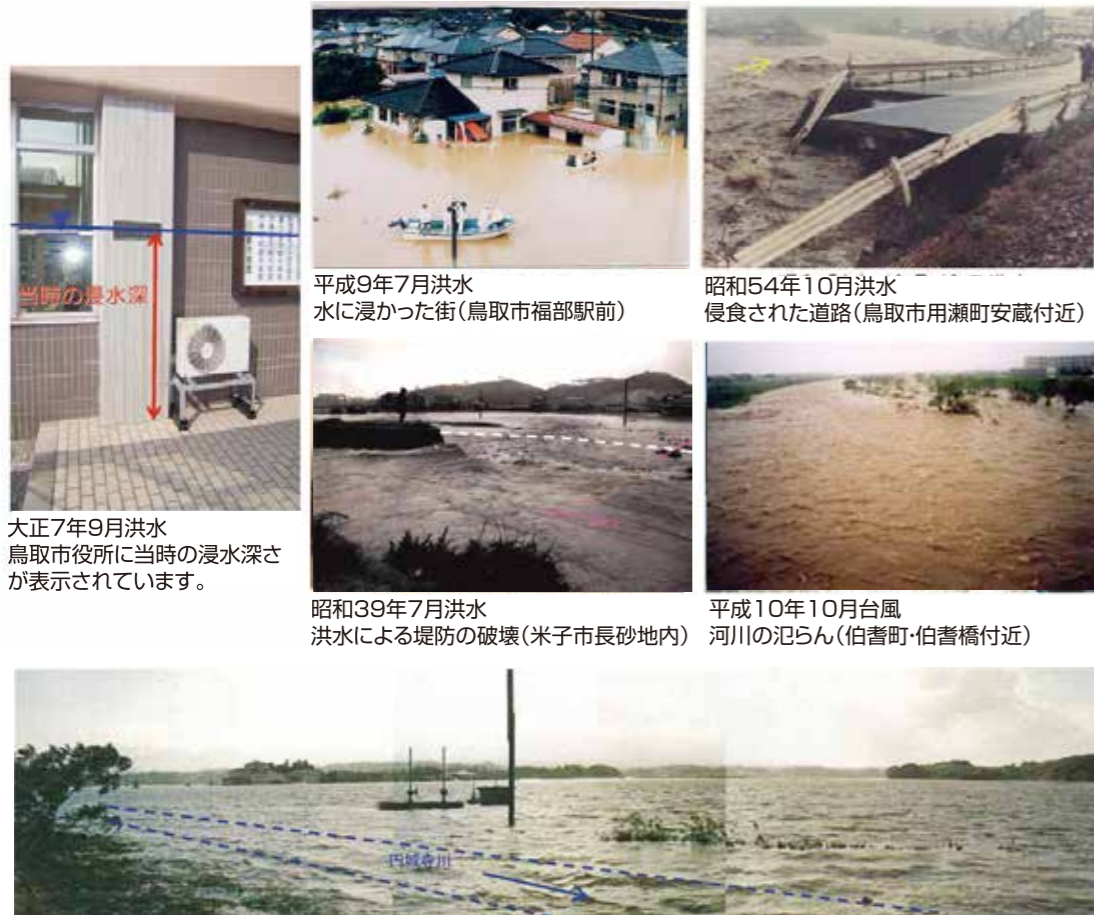 当時の浸水深
大正7年9月洪水
鳥取市役所に当時の浸水深さ
が表示されています。
平成9年7月洪水
水に浸かった街(鳥取市福部駅前)
昭和54年10月洪水
侵食された道路(鳥取市用瀬町安蔵付近)
昭和39年7月洪水
洪水による堤防の破壊(米子市長砂地内)
平成10年10月台風
河川の氾らん(伯耆町・伯耆橋付近)
円城寺川